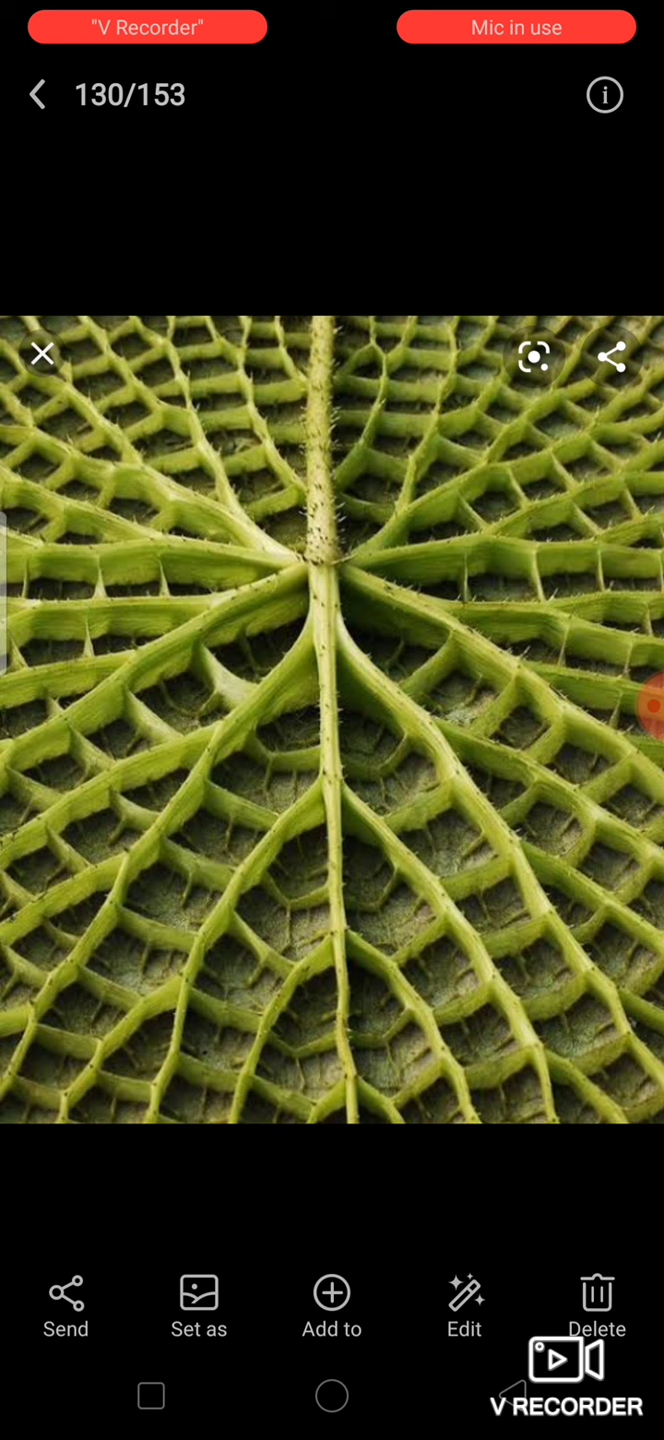 "V Recorder"
Mic in use
130/153
Send
Set as
Add to
Edit
Delete
V RECORDER